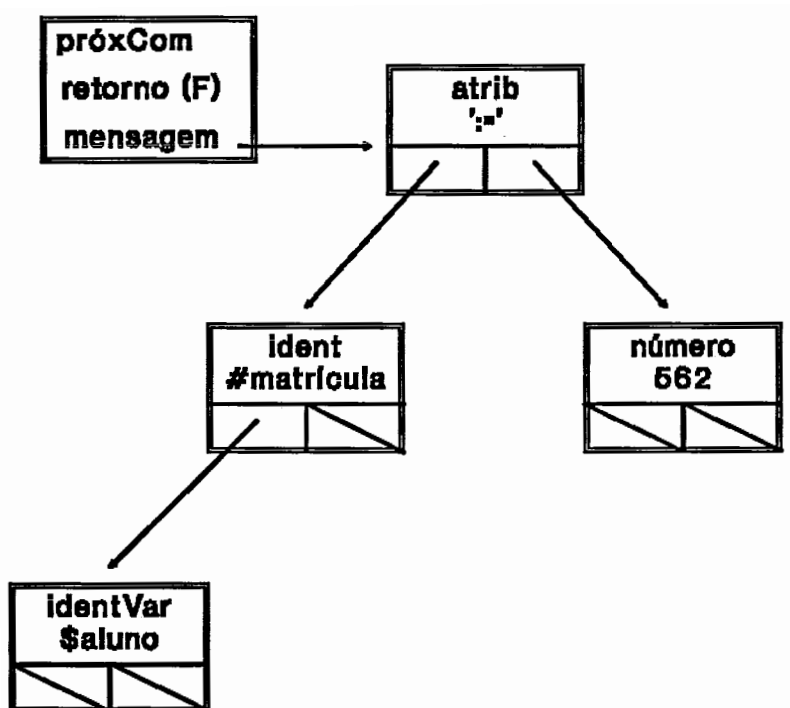 próxCom
retorno (F)
mensagem
atrib
':='
ident
#matrícula
número
562
identVar
$aluno